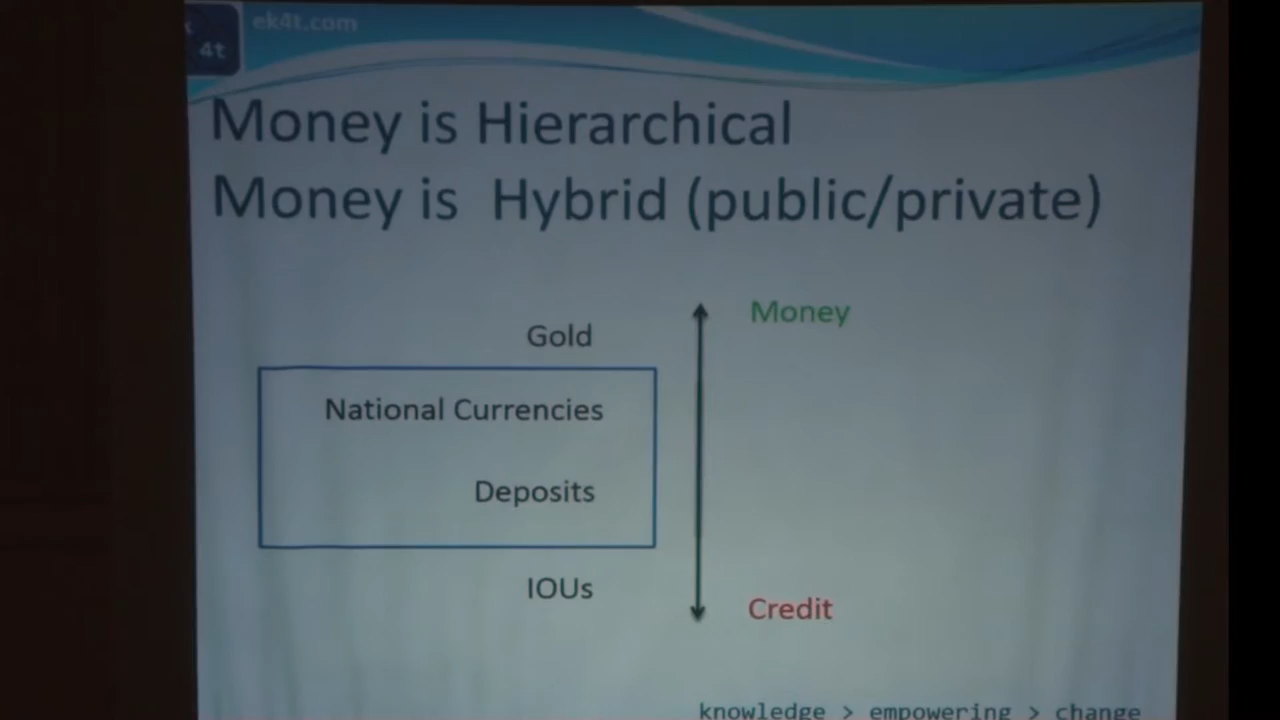 ek4t.com
4t
Money is Hierarchical
Money is Hybrid (public/private)
Money
Gold
National Currencies
Deposits
IOUs
Credit
knowledge > empowering > change